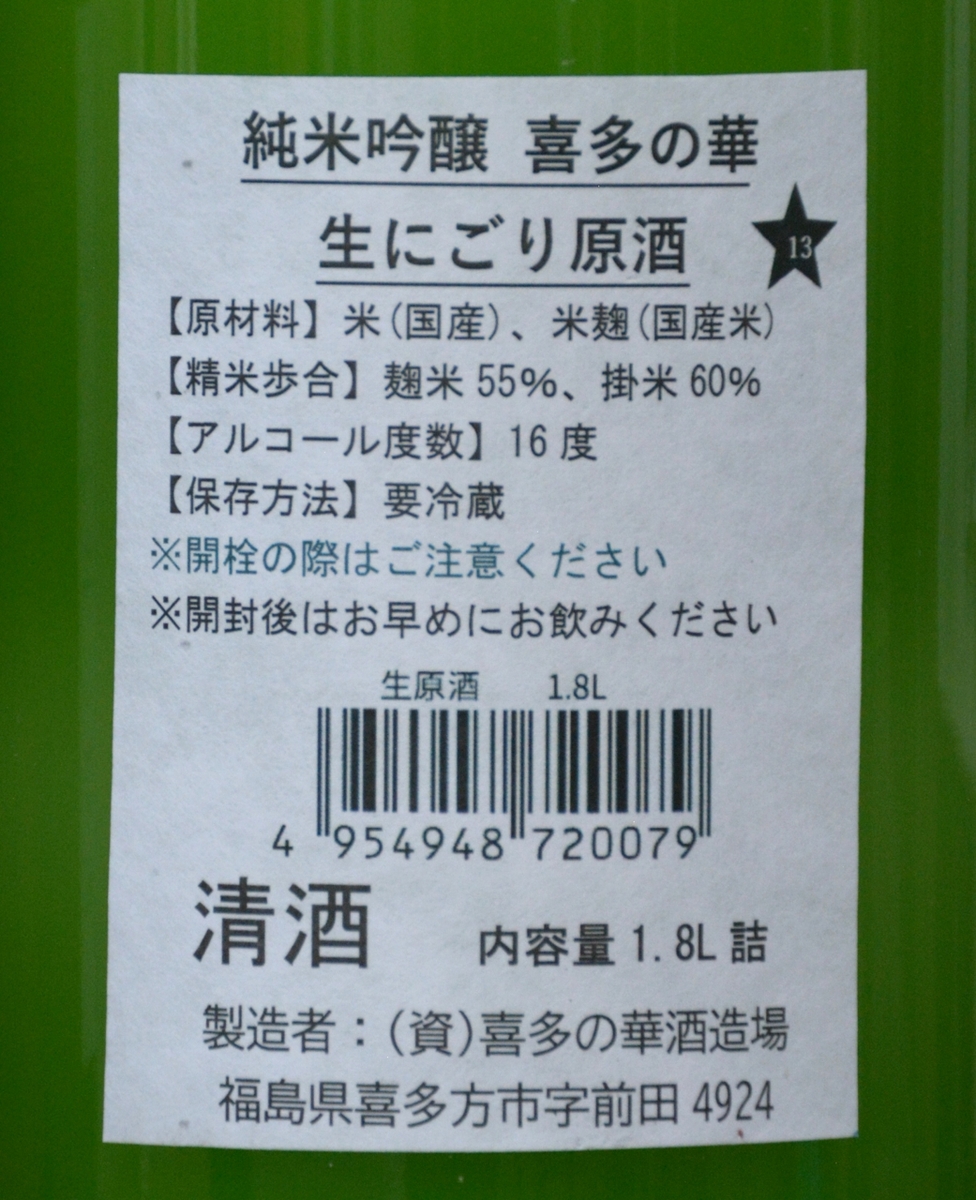 純米吟醸 喜多の華
生にごり原酒
13
【原材料】米(国産)、米麹(国産米)
【精米歩合】麹米 55%、掛米 60%
【アルコール度数】16 度
【保存方法】要冷蔵
※開栓の際はご注意ください
※開封後はお早めにお飲みください
生原酒 1.8L
4 954948 720079
清酒 内容量 1.8L 詰
製造者：(資)喜多の華酒造場
福島県喜多方市字前田 4924